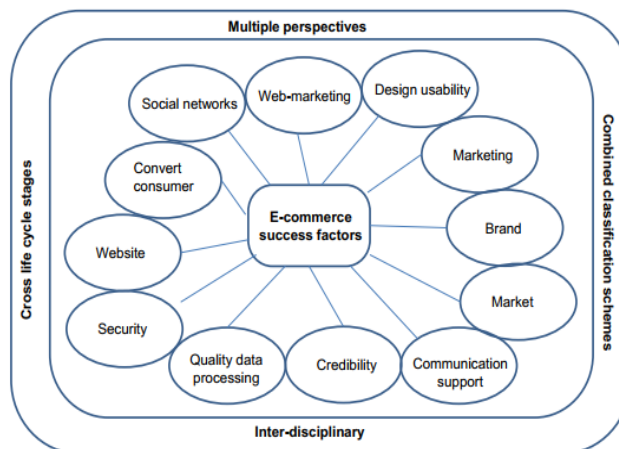 Multiple perspectives
Social networks
Web-marketing
Design usability
Convert
consumer
Marketing
E-commerce
success factors
Website
Brand
Security
Market
Quality data
processing
Credibility
Communication
support
Cross life cycle stages
Combined classification schemes
Inter-disciplinary